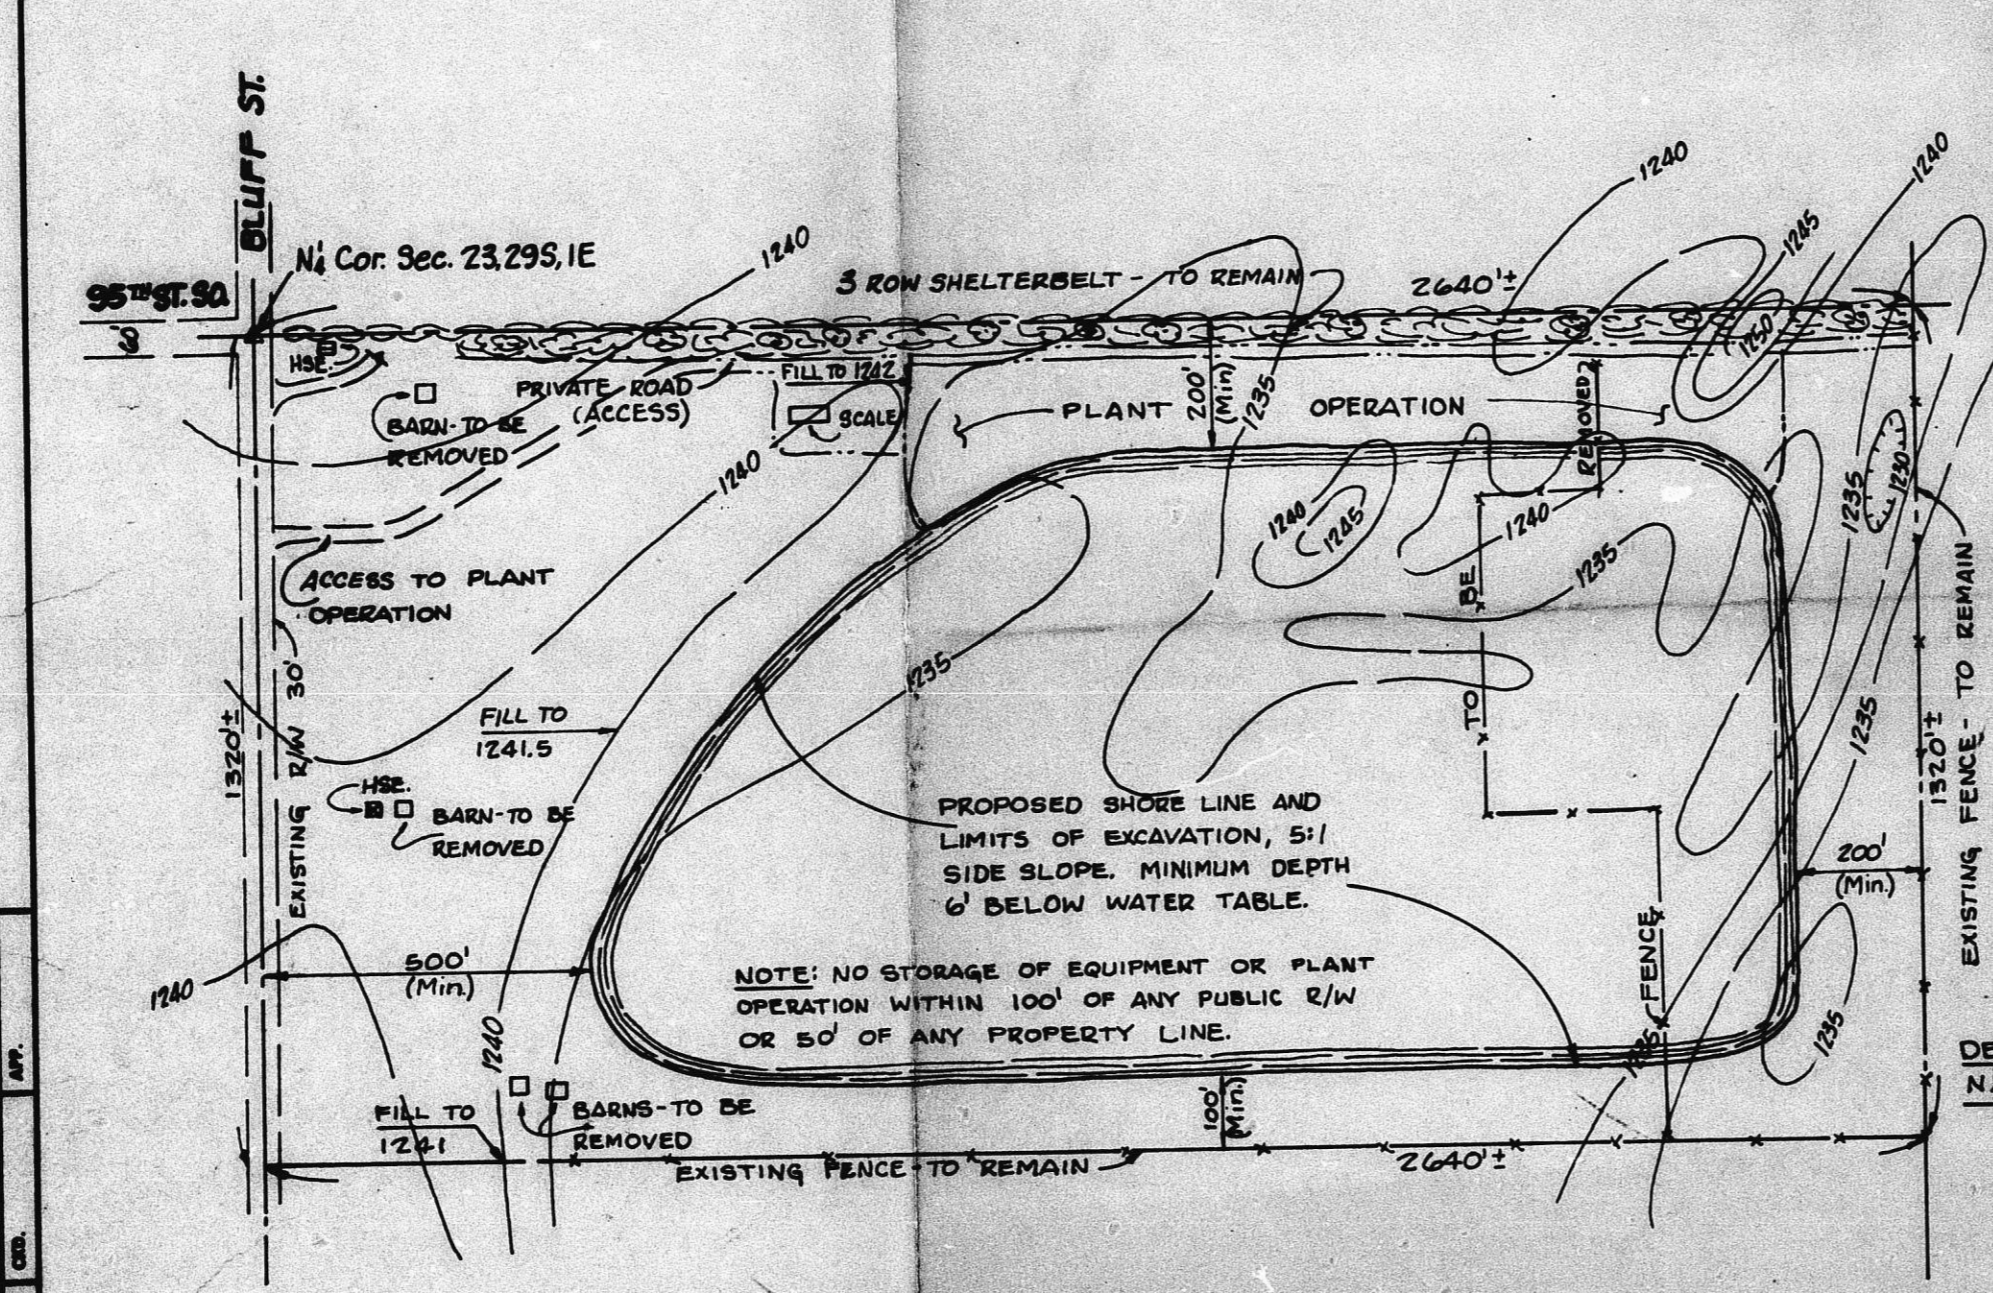 BLUFF ST.
N¼ Cor. Sec. 23, 29S, 1E
95TH ST. SO.
60'
1240
3 ROW SHELTERBELT - TO REMAIN
2640'±
1240
1240
1245
1250
HSE.
BARN-TO BE
REMOVED
PRIVATE ROAD
(ACCESS)
FILL TO 1242
SCALE
PLANT OPERATION
200'
(Min)
1235
REMOVED
1240
1240
1245
1240
1235
1235
1230
ACCESS TO PLANT
OPERATION
EXISTING R/W 30'
1320'±
1235
BE
TO
FILL TO
1241.5
HSE.
BARN-TO BE
REMOVED
PROPOSED SHORE LINE AND
LIMITS OF EXCAVATION, 5:1
SIDE SLOPE. MINIMUM DEPTH
6' BELOW WATER TABLE.
1235
1320'±
EXISTING FENCE - TO REMAIN
200'
(Min.)
FENCE
500'
(Min.)
1240
NOTE: NO STORAGE OF EQUIPMENT OR PLANT
OPERATION WITHIN 100' OF ANY PUBLIC R/W
OR 50' OF ANY PROPERTY LINE.
1240
1235
1235
DE
APP.
FILL TO
1241
BARNS-TO BE
REMOVED
100'
(Min.)
EXISTING FENCE-TO REMAIN
2640'±
CKD.